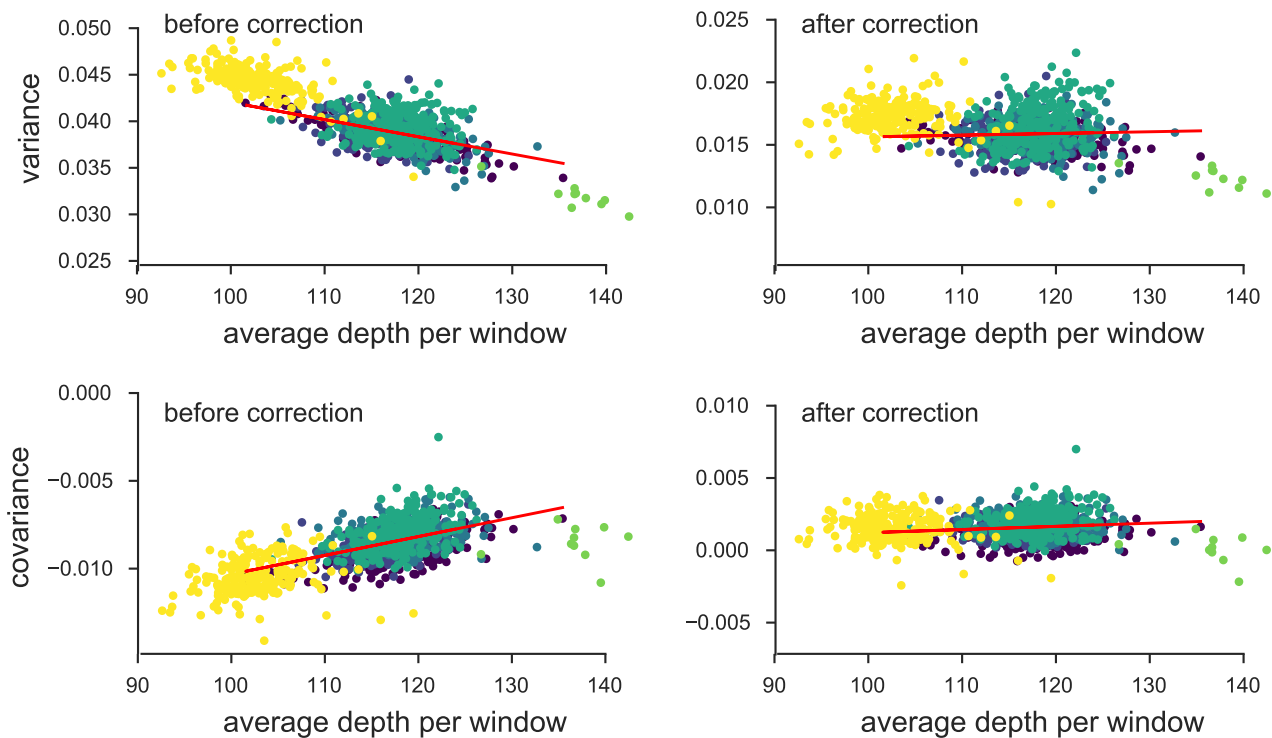 before correction
0.050
0.045
0.040
0.035
0.030
0.025
variance
90 100 110 120 130 140
average depth per window
after correction
0.025
0.020
0.015
0.010
90 100 110 120 130 140
average depth per window
before correction
0.000
−0.005
−0.010
covariance
90 100 110 120 130 140
average depth per window
after correction
0.010
0.005
0.000
−0.005
90 100 110 120 130 140
average depth per window